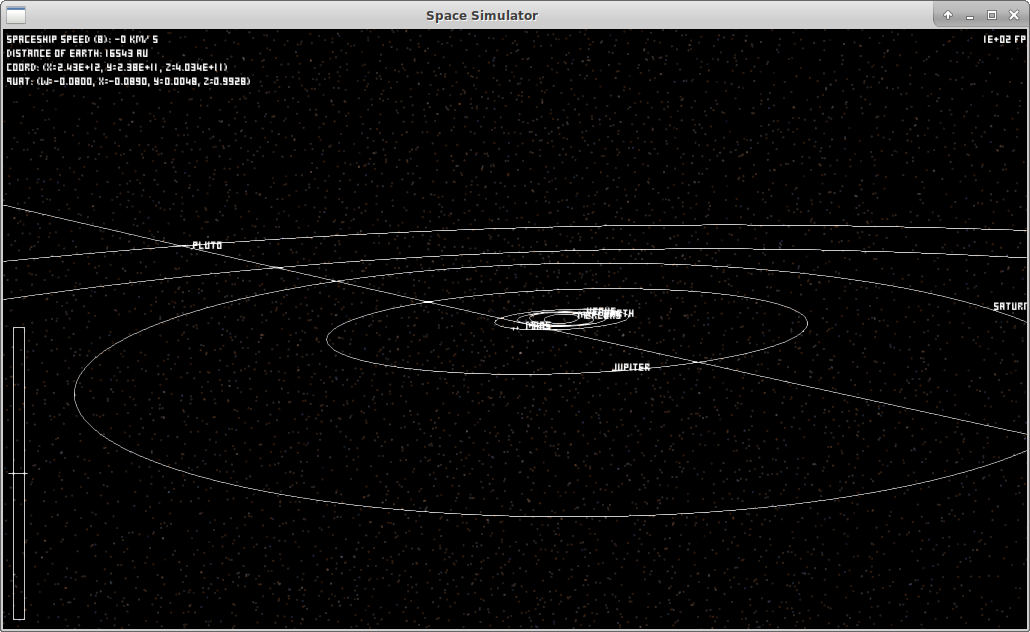 Space Simulator
SPACESHIP SPEED (B): -0 KM/S
1E+02 FP
DISTANCE OF EARTH: 16543 AU
COORD: (X=2.43E+12, Y=2.38E+11, Z=4.034E+11)
QUAT: (W=-0.0800, X=-0.0890, Y=0.0048, Z=0.9928)
PLUTO
SATURN
MARS
JUPITER